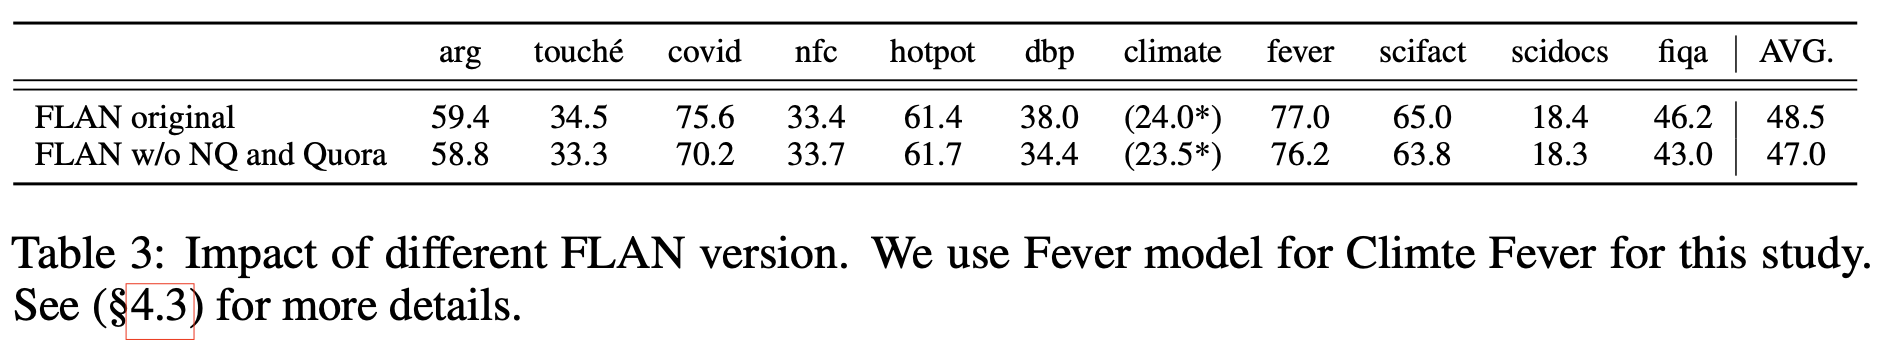 arg touché covid nfc hotpot dbp climate fever scifact scidocs fiqa AVG.
FLAN original 59.4 34.5 75.6 33.4 61.4 38.0 (24.0*) 77.0 65.0 18.4 46.2 48.5
FLAN w/o NQ and Quora 58.8 33.3 70.2 33.7 61.7 34.4 (23.5*) 76.2 63.8 18.3 43.0 47.0
Table 3: Impact of different FLAN version. We use Fever model for Climte Fever for this study.
See (§4.3) for more details.